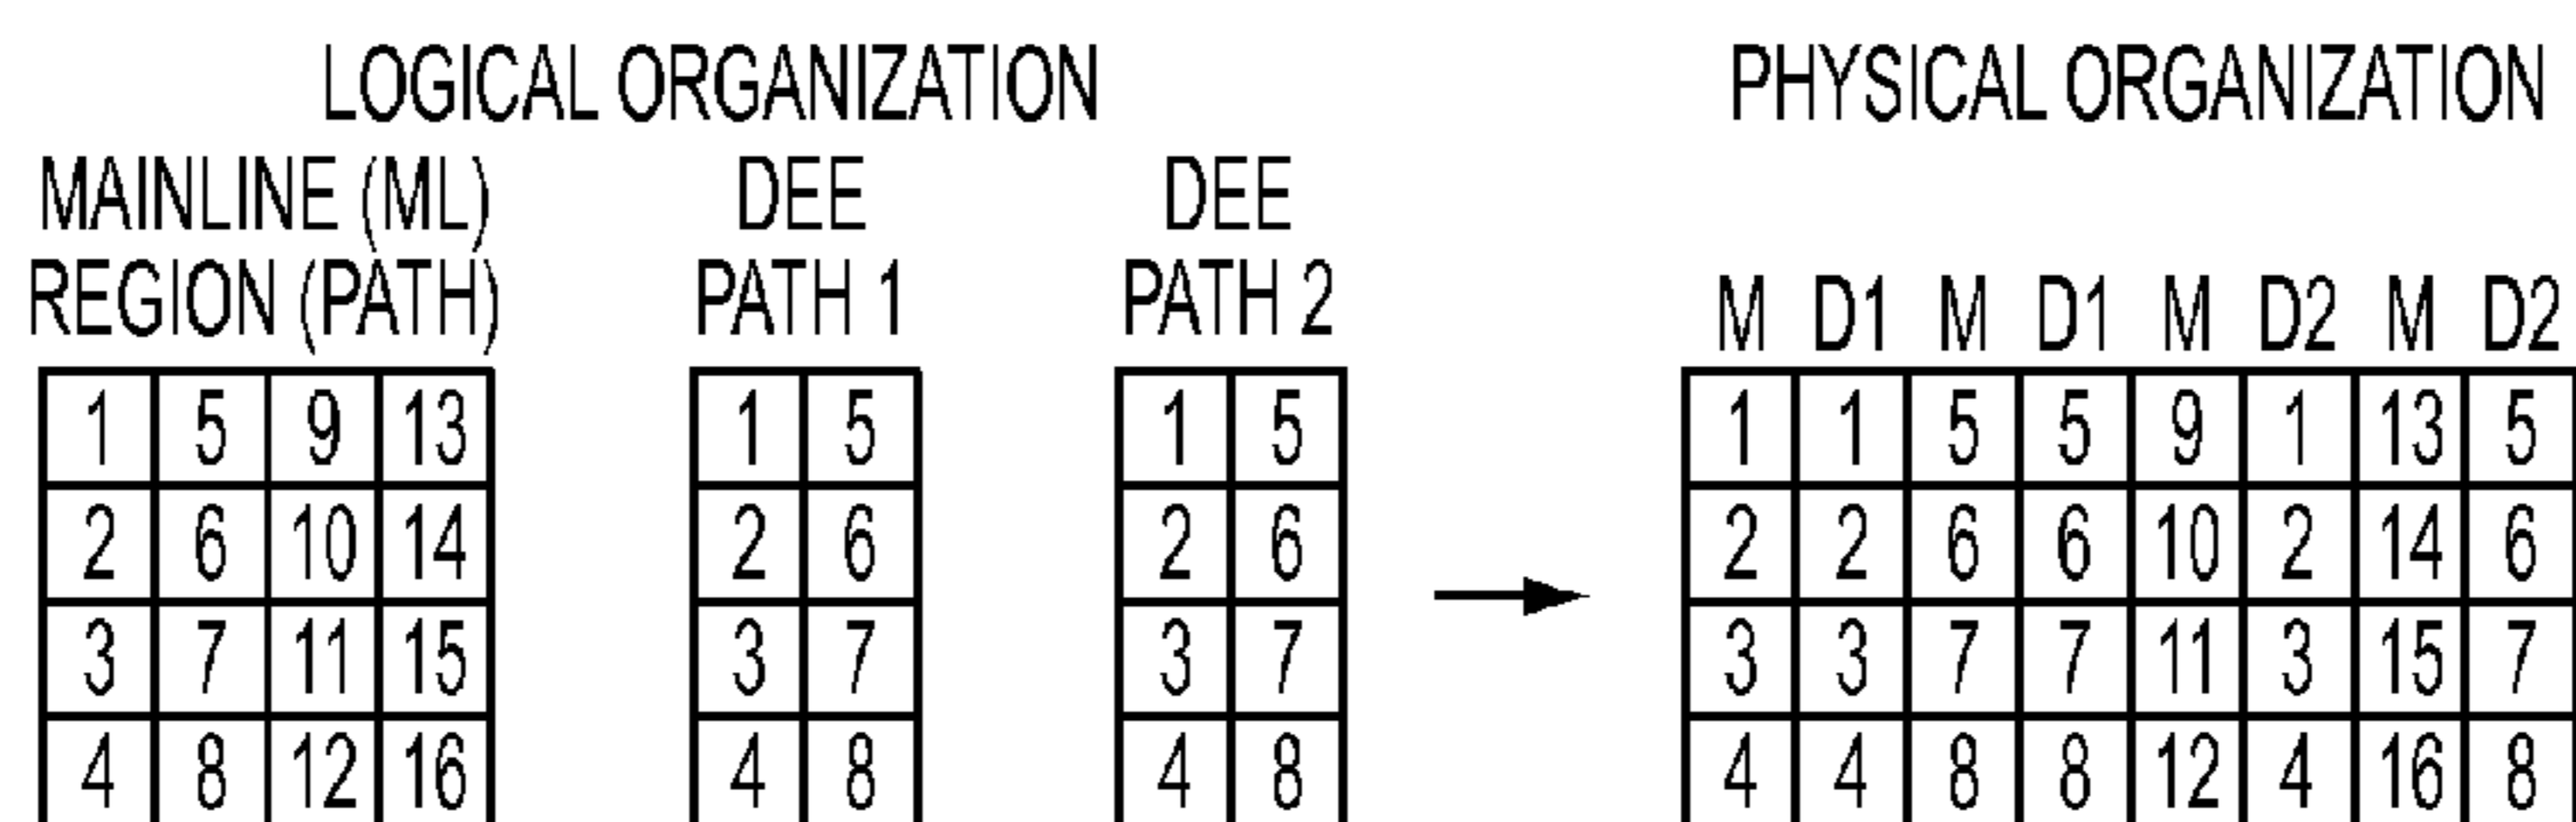 LOGICAL ORGANIZATION PHYSICAL ORGANIZATION
MAINLINE (ML) DEE DEE
REGION (PATH) PATH 1 PATH 2 M D1 M D1 M D2 M D2
1 5 9 13 1 5 1 5 1 1 5 5 9 1 13 5
2 6 10 14 2 6 2 6 2 2 6 6 10 2 14 6
3 7 11 15 3 7 3 7 3 3 7 7 11 3 15 7
4 8 12 16 4 8 4 8 4 4 8 8 12 4 16 8